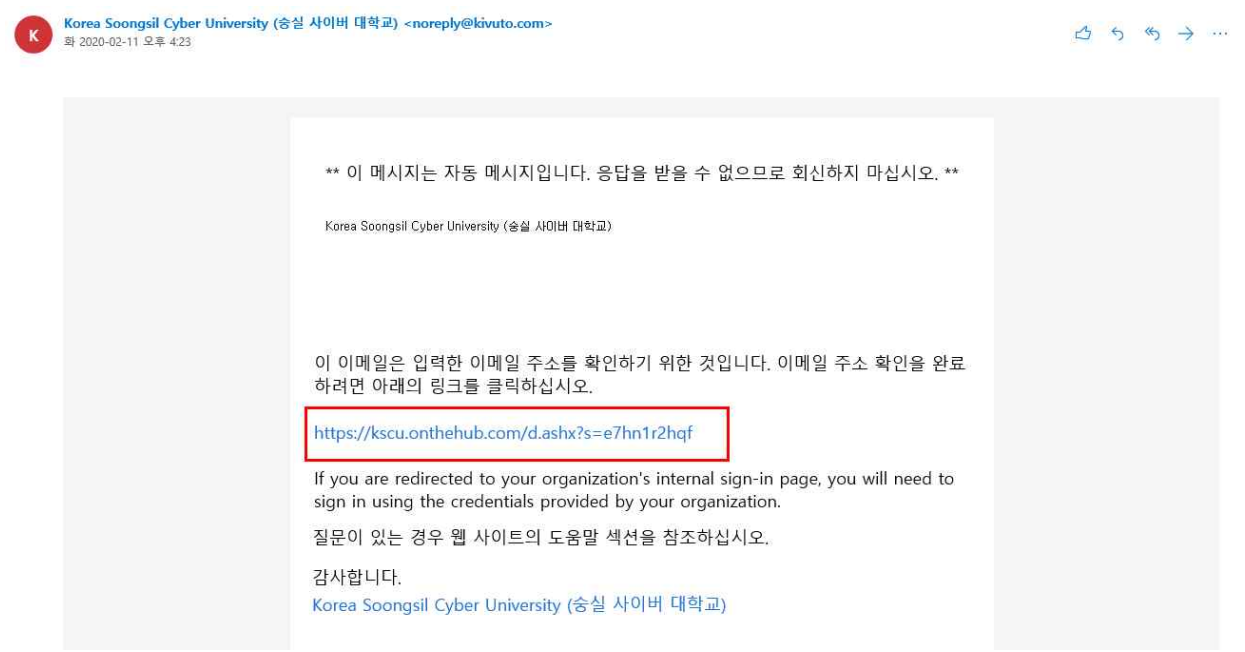 Korea Soongsil Cyber University (숭실 사이버 대학교) <noreply@kivuto.com>
K
화 2020-02-11 오후 4:23
** 이 메시지는 자동 메시지입니다. 응답을 받을 수 없으므로 회신하지 마십시오. **
Korea Soongsil Cyber University (숭실 사이버 대학교)
이 이메일은 입력한 이메일 주소를 확인하기 위한 것입니다. 이메일 주소 확인을 완료
하려면 아래의 링크를 클릭하십시오.
https://kscu.onthehub.com/d.ashx?s=e7hn1r2hqf
If you are redirected to your organization's internal sign-in page, you will need to
sign in using the credentials provided by your organization.
질문이 있는 경우 웹 사이트의 도움말 섹션을 참조하십시오.
감사합니다.
Korea Soongsil Cyber University (숭실 사이버 대학교)